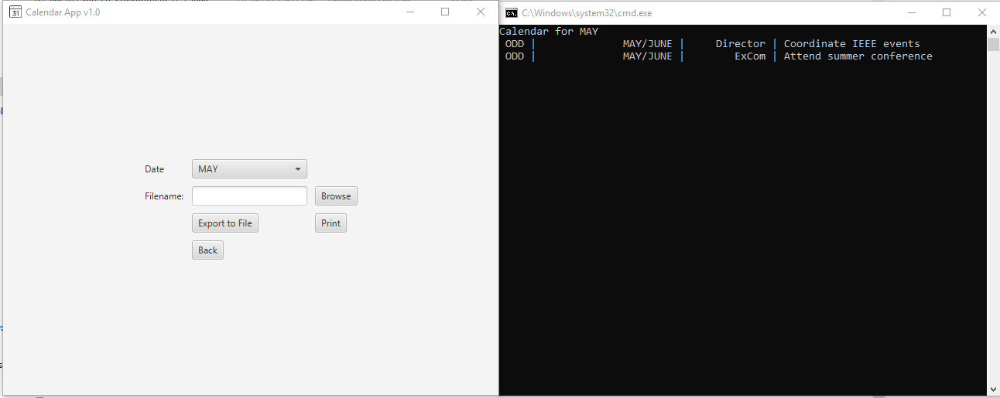 31 Calendar App v1.0
Date MAY
Filename: Browse
Export to File Print
Back
C:\Windows\system32\cmd.exe
Calendar for MAY
ODD | MAY/JUNE | Director | Coordinate IEEE events
ODD | MAY/JUNE | ExCom | Attend summer conference